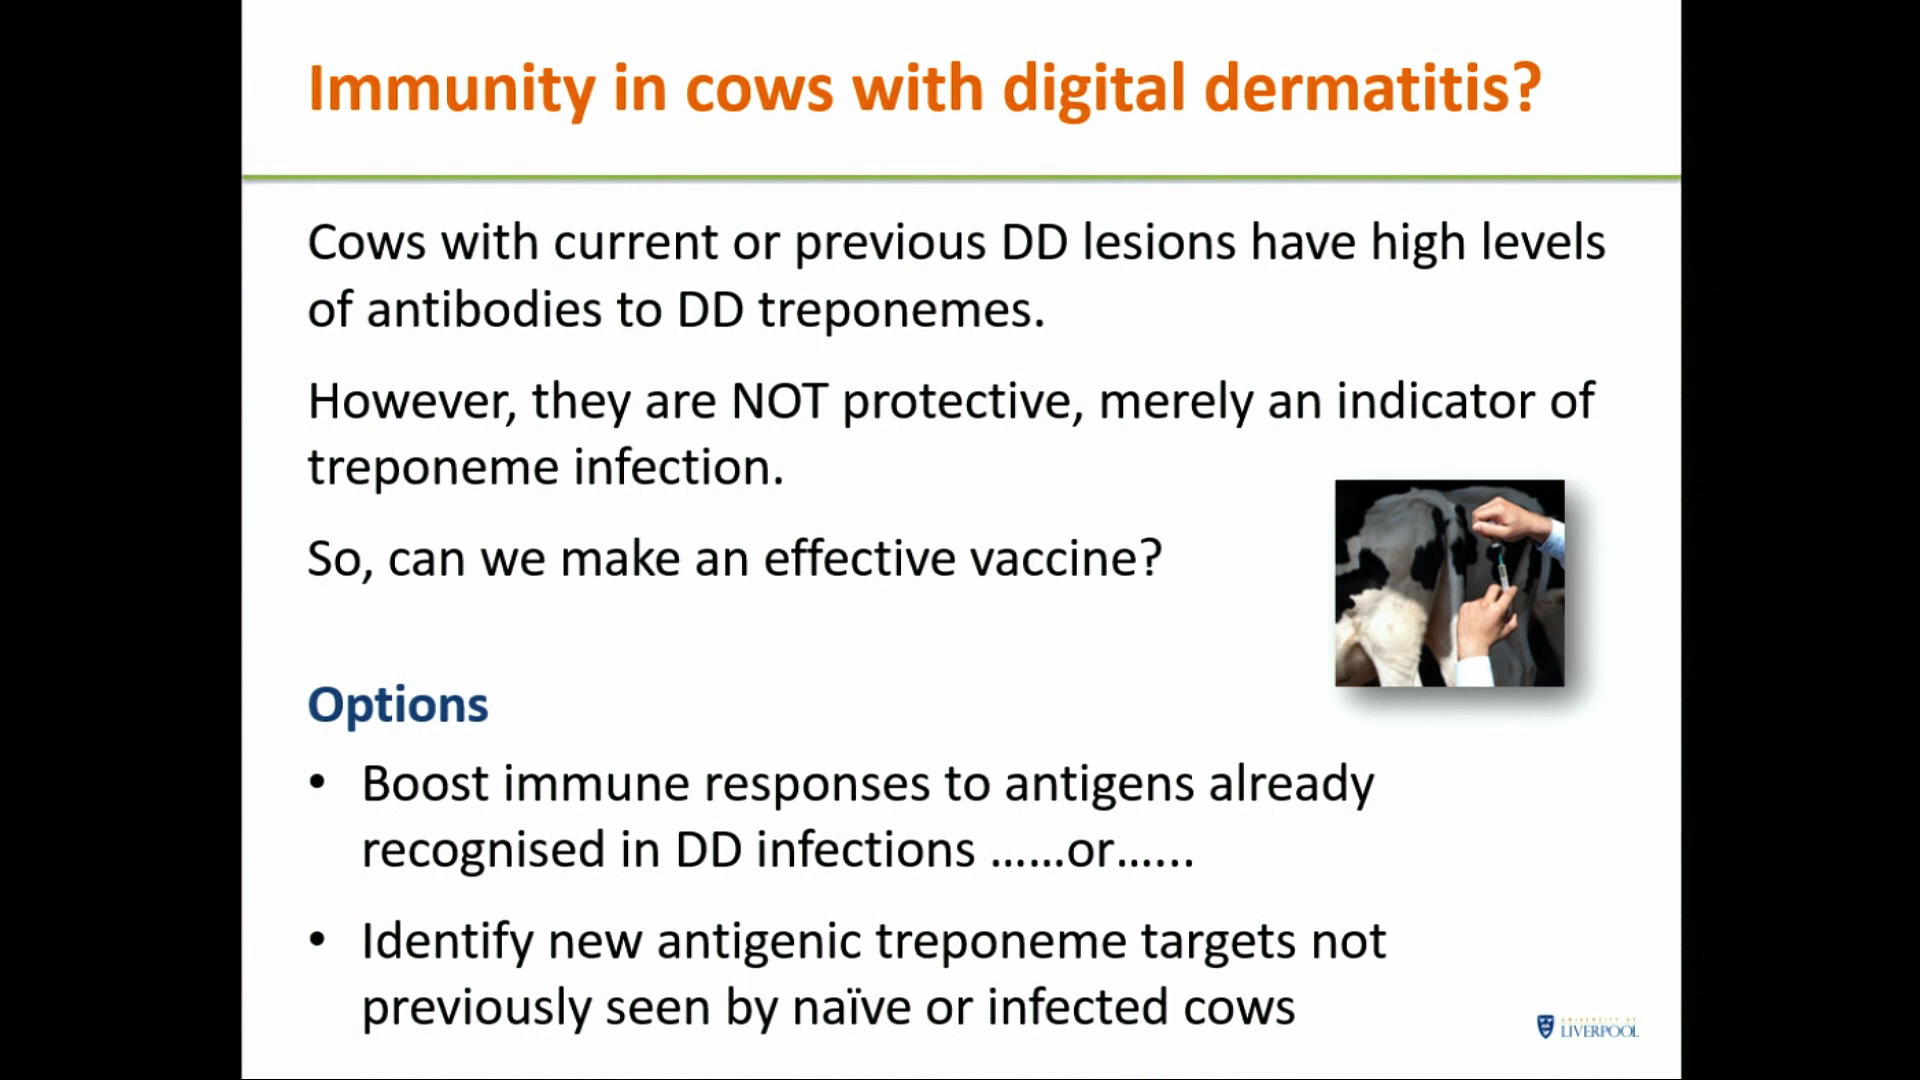 Immunity in cows with digital dermatitis?
Cows with current or previous DD lesions have high levels
of antibodies to DD treponemes.
However, they are NOT protective, merely an indicator of
treponeme infection.
So, can we make an effective vaccine?
Options
• Boost immune responses to antigens already
recognised in DD infections ……or…...
• Identify new antigenic treponeme targets not
previously seen by naïve or infected cows
UNIVERSITY OF
LIVERPOOL